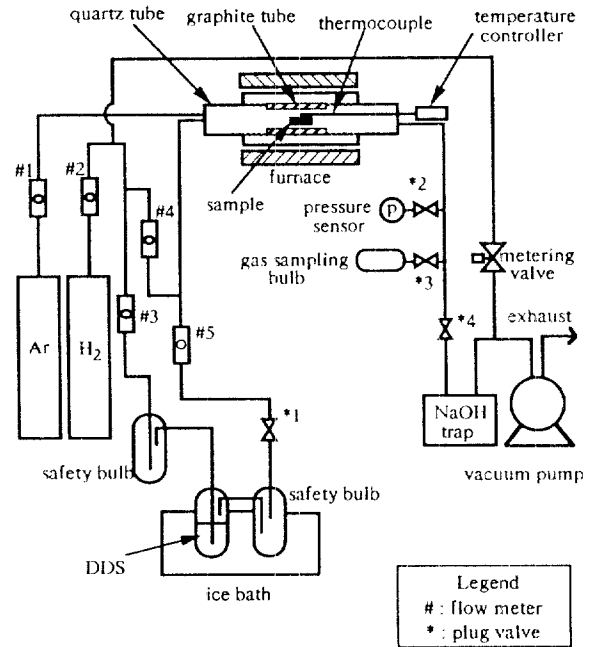 quartz tube
graphite tube
thermocouple
temperature
controller
#1
#2
#4
sample
furnace
*2
pressure
sensor
P
gas sampling
bulb
*3
metering
valve
#3
#5
*4
exhaust
Ar
H2
NaOH
trap
*1
safety bulb
safety bulb
vacuum pump
DDS
ice bath
Legend
# : flow meter
* : plug valve